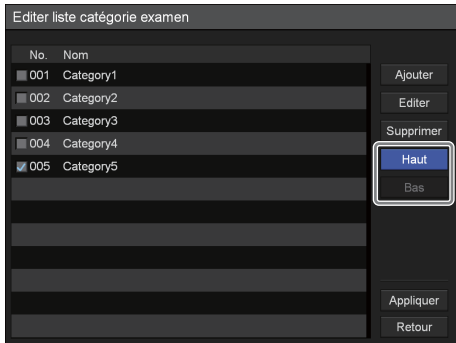 Editer liste catégorie examen
No. Nom
001 Category1
002 Category2
003 Category3
004 Category4
005 Category5
Ajouter
Editer
Supprimer
Haut
Bas
Appliquer
Retour